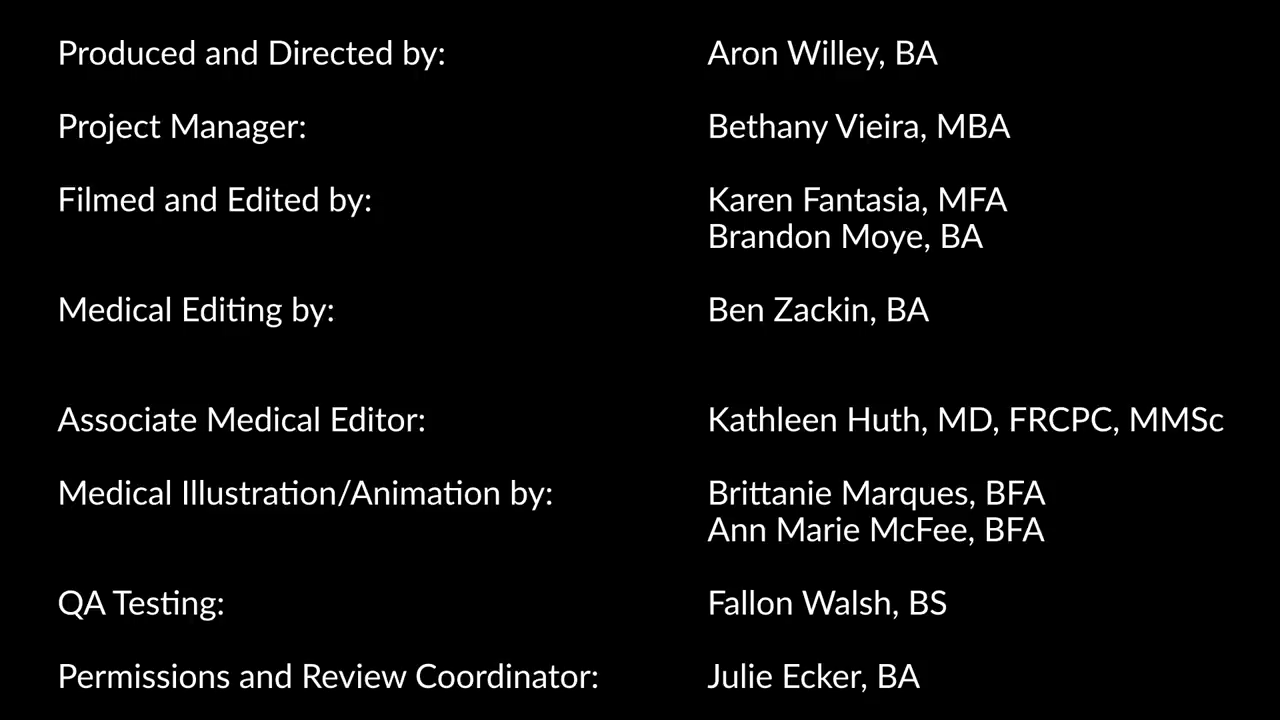 Produced and Directed by: Aron Willey, BA
Project Manager: Bethany Vieira, MBA
Filmed and Edited by: Karen Fantasia, MFA
Brandon Moye, BA
Medical Editing by: Ben Zackin, BA
Associate Medical Editor: Kathleen Huth, MD, FRCPC, MMSc
Medical Illustration/Animation by: Brittanie Marques, BFA
Ann Marie McFee, BFA
QA Testing: Fallon Walsh, BS
Permissions and Review Coordinator: Julie Ecker, BA